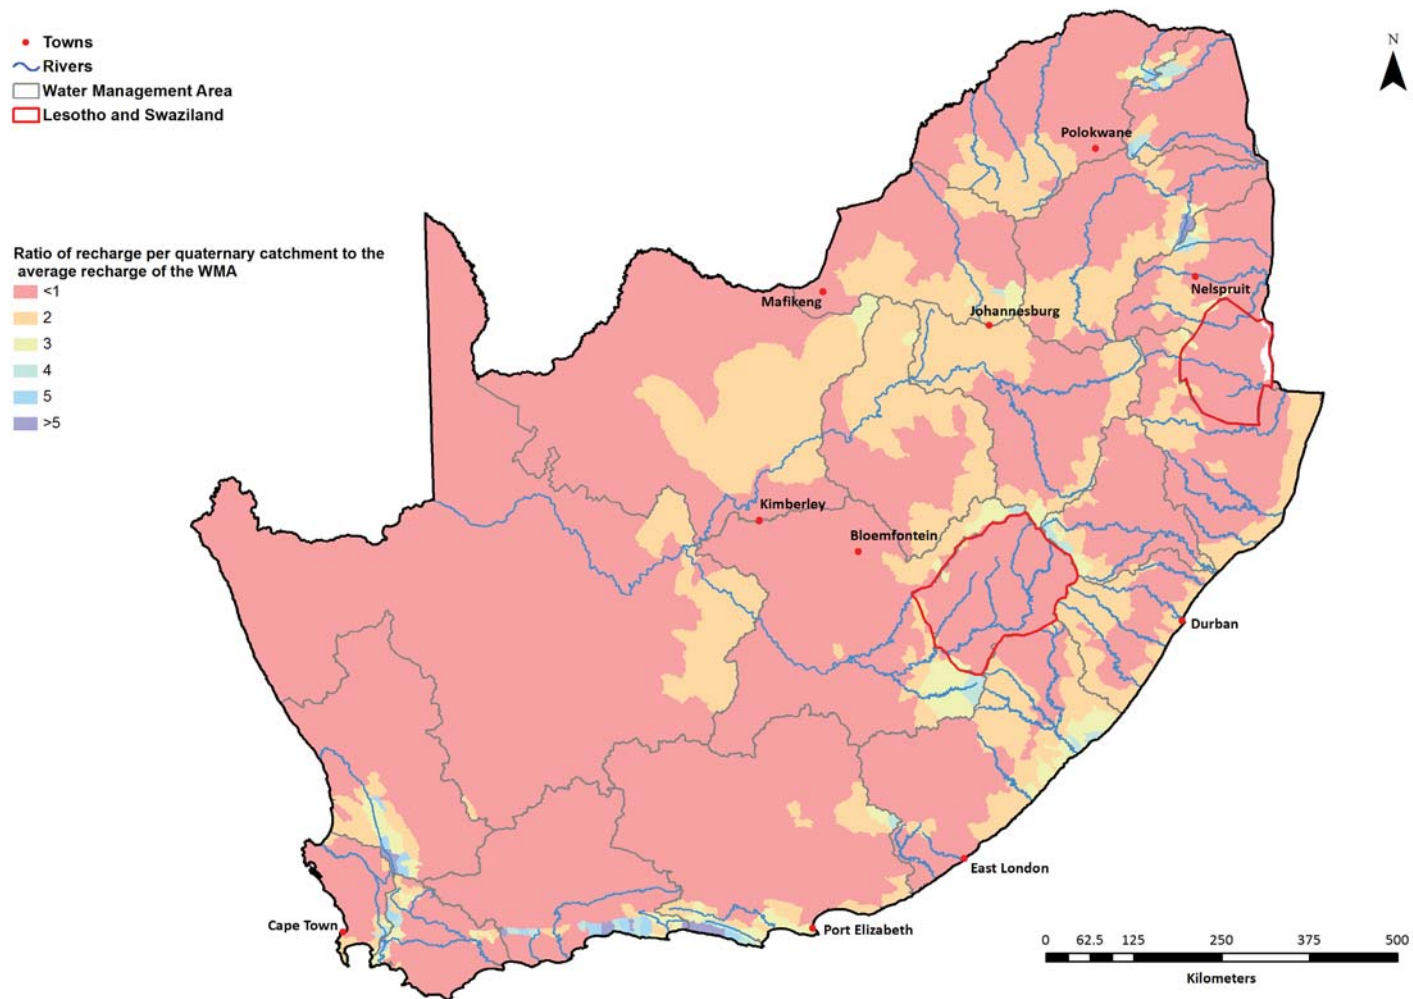 Towns
Rivers
Water Management Area
Lesotho and Swaziland
N
Ratio of recharge per quaternary catchment to the
average recharge of the WMA
<1
2
3
4
5
>5
Polokwane
Nelspruit
Mafikeng
Johannesburg
Kimberley
Bloemfontein
Durban
East London
Cape Town
Port Elizabeth
0 62.5 125 250 375 500
Kilometers